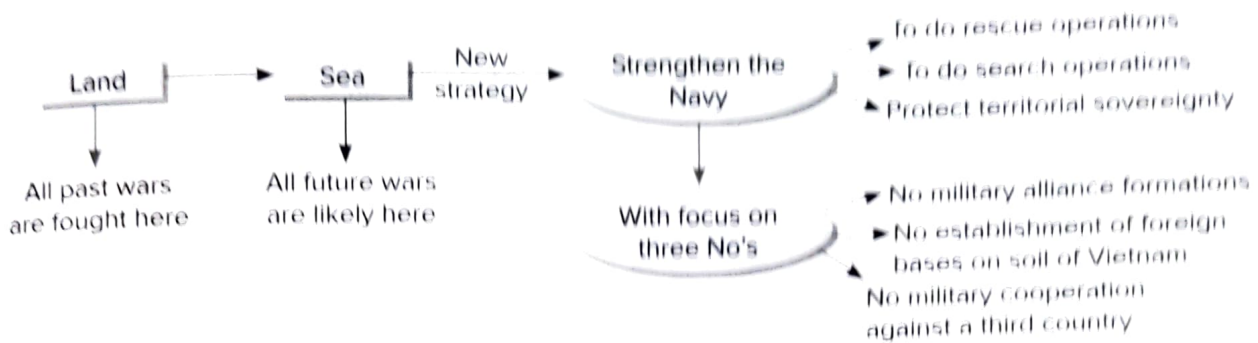 Land
Sea
New
strategy
Strengthen the
Navy
To do rescue operations
To do search operations
Protect territorial sovereignty
All past wars
are fought here
All future wars
are likely here
With focus on
three No's
No military alliance formations
No establishment of foreign
bases on soil of Vietnam
No military cooperation
against a third country